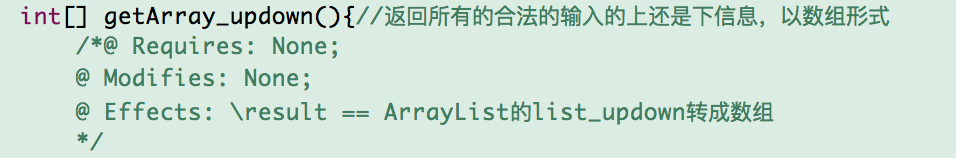 int[] getArray_updown(){//返回所有的合法的输入的上还是下信息，以数组形式
/*@ Requires: None;
@ Modifies: None;
@ Effects: \result == ArrayList的list_updown转成数组
*/